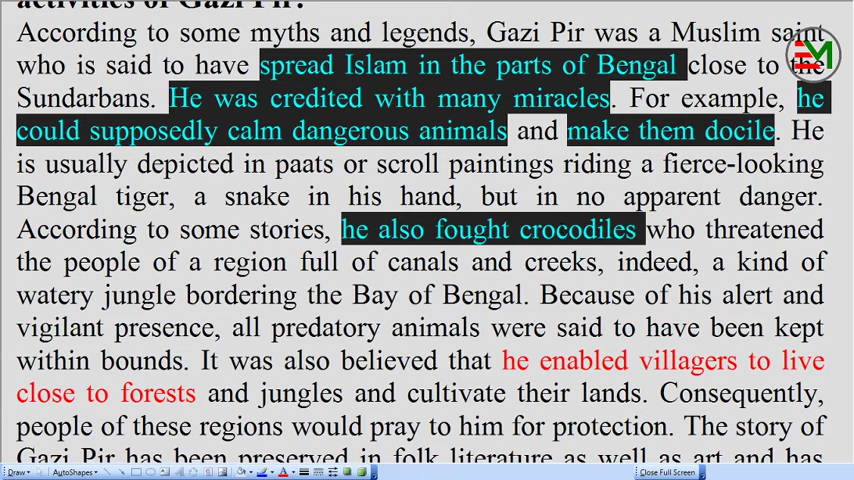 activities of Gazi Pir?
According to some myths and legends, Gazi Pir was a Muslim saint
who is said to have spread Islam in the parts of Bengal close to the
Sundarbans. He was credited with many miracles. For example, he
could supposedly calm dangerous animals and make them docile. He
is usually depicted in paats or scroll paintings riding a fierce-looking
Bengal tiger, a snake in his hand, but in no apparent danger.
According to some stories, he also fought crocodiles who threatened
the people of a region full of canals and creeks, indeed, a kind of
watery jungle bordering the Bay of Bengal. Because of his alert and
vigilant presence, all predatory animals were said to have been kept
within bounds. It was also believed that he enabled villagers to live
close to forests and jungles and cultivate their lands. Consequently,
people of these regions would pray to him for protection. The story of
Gazi Pir has been preserved in folk literature as well as art and has
Draw AutoShapes Close Full Screen